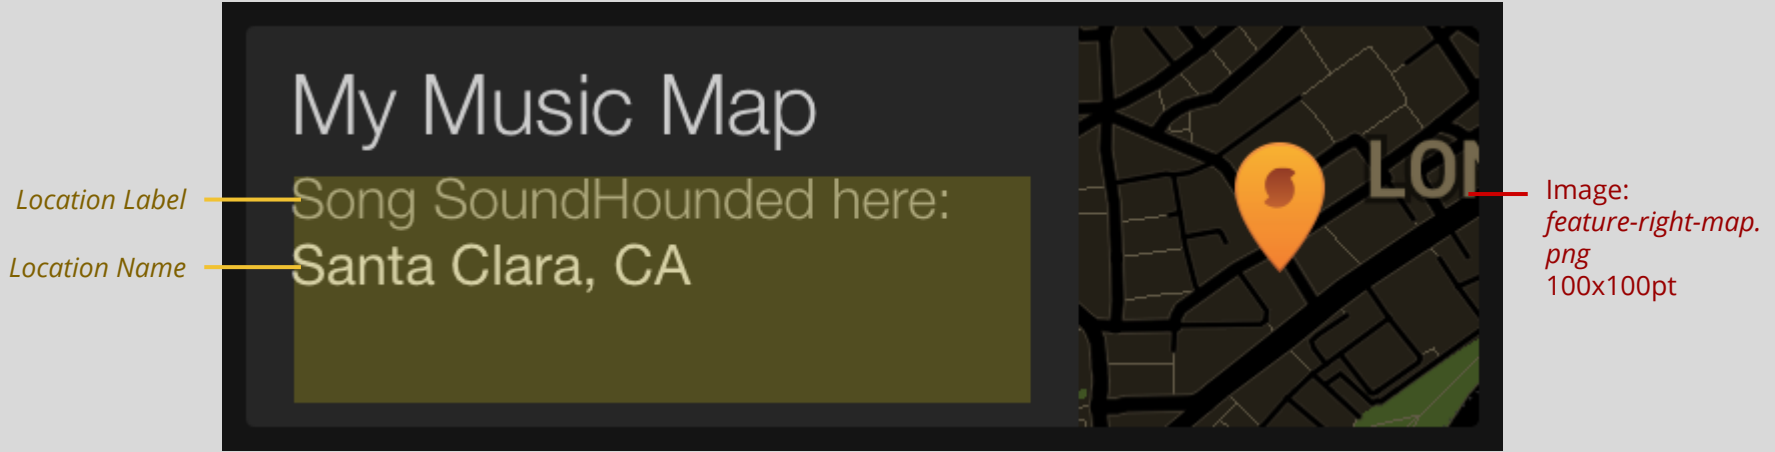 My Music Map
Location Label
Song SoundHounded here:
Location Name
Santa Clara, CA
LON
Image:
feature-right-map.
png
100x100pt